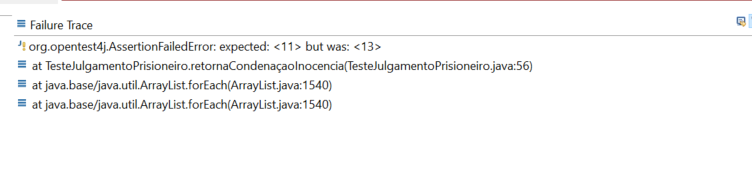 Failure Trace
org.opentest4j.AssertionFailedError: expected: <11> but was: <13>
at TesteJulgamentoPrisioneiro.retornaCondenaçaoInocencia(TesteJulgamentoPrisioneiro.java:56)
at java.base/java.util.ArrayList.forEach(ArrayList.java:1540)
at java.base/java.util.ArrayList.forEach(ArrayList.java:1540)